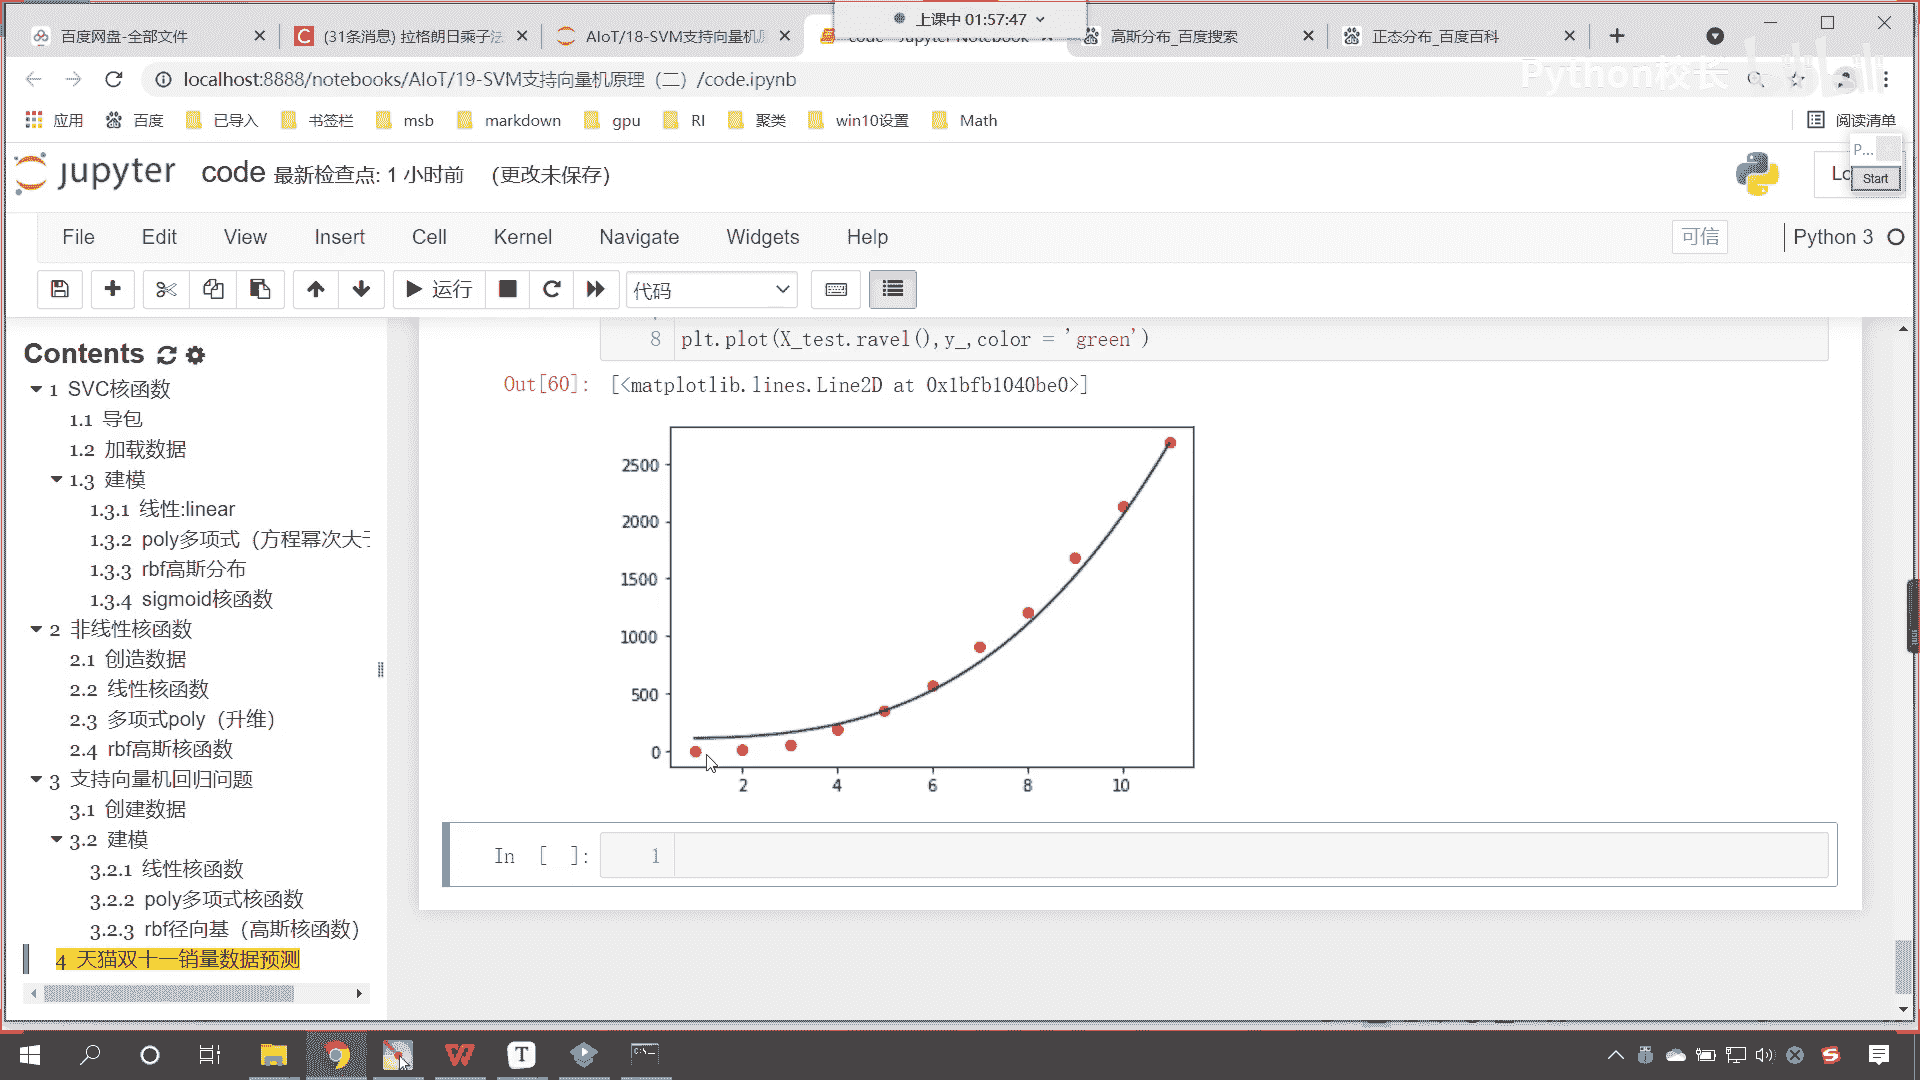 上课中 01:57:47
百度网盘-全部文件
(31条消息) 拉格朗日乘子法
AIoT/18-SVM支持向量机原
code - Jupyter Notebook
高斯分布_百度搜索
正态分布_百度百科
localhost:8888/notebooks/AIoT/19-SVM支持向量机原理（二）/code.ipynb
Python校长
bilibili
应用
百度
已导入
书签栏
msb
markdown
gpu
RI
聚类
win10设置
Math
阅读清单
P...
Start
jupyter
code 最新检查点: 1 小时前 (更改未保存)
Lo
File Edit View Insert Cell Kernel Navigate Widgets Help
可信
Python 3
运行
代码
Contents
1 SVC核函数
1.1 导包
1.2 加载数据
1.3 建模
1.3.1 线性:linear
1.3.2 poly多项式（方程幂次大于
1.3.3 rbf高斯分布
1.3.4 sigmoid核函数
2 非线性核函数
2.1 创造数据
2.2 线性核函数
2.3 多项式poly（升维）
2.4 rbf高斯核函数
3 支持向量机回归问题
3.1 创建数据
3.2 建模
3.2.1 线性核函数
3.2.2 poly多项式核函数
3.2.3 rbf径向基（高斯核函数）
4 天猫双十一销量数据预测
8 plt.plot(X_test.ravel(),y_,color = 'green')
Out[60]: [<matplotlib.lines.Line2D at 0x1bfb1040be0>]
2500
2000
1500
1000
500
0
2 4 6 8 10
In [ ]: 1